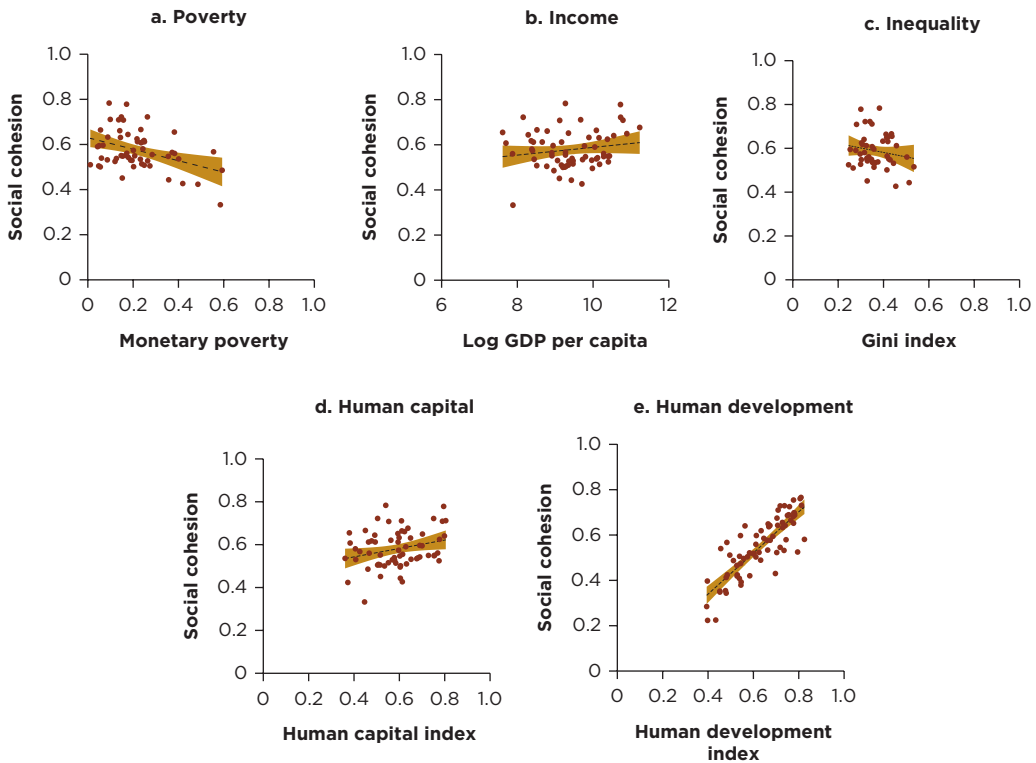 a. Poverty
Social cohesion
1.0
0.8
0.6
0.4
0.2
0
0 0.2 0.4 0.6 0.8 1.0
Monetary poverty
b. Income
Social cohesion
1.0
0.8
0.6
0.4
0.2
0
6 8 10 12
Log GDP per capita
c. Inequality
Social cohesion
1.0
0.8
0.6
0.4
0.2
0
0 0.2 0.4 0.6 0.8 1.0
Gini index
d. Human capital
Social cohesion
1.0
0.8
0.6
0.4
0.2
0
0 0.2 0.4 0.6 0.8 1.0
Human capital index
e. Human development
Social cohesion
1.0
0.8
0.6
0.4
0.2
0
0 0.2 0.4 0.6 0.8 1.0
Human development
index